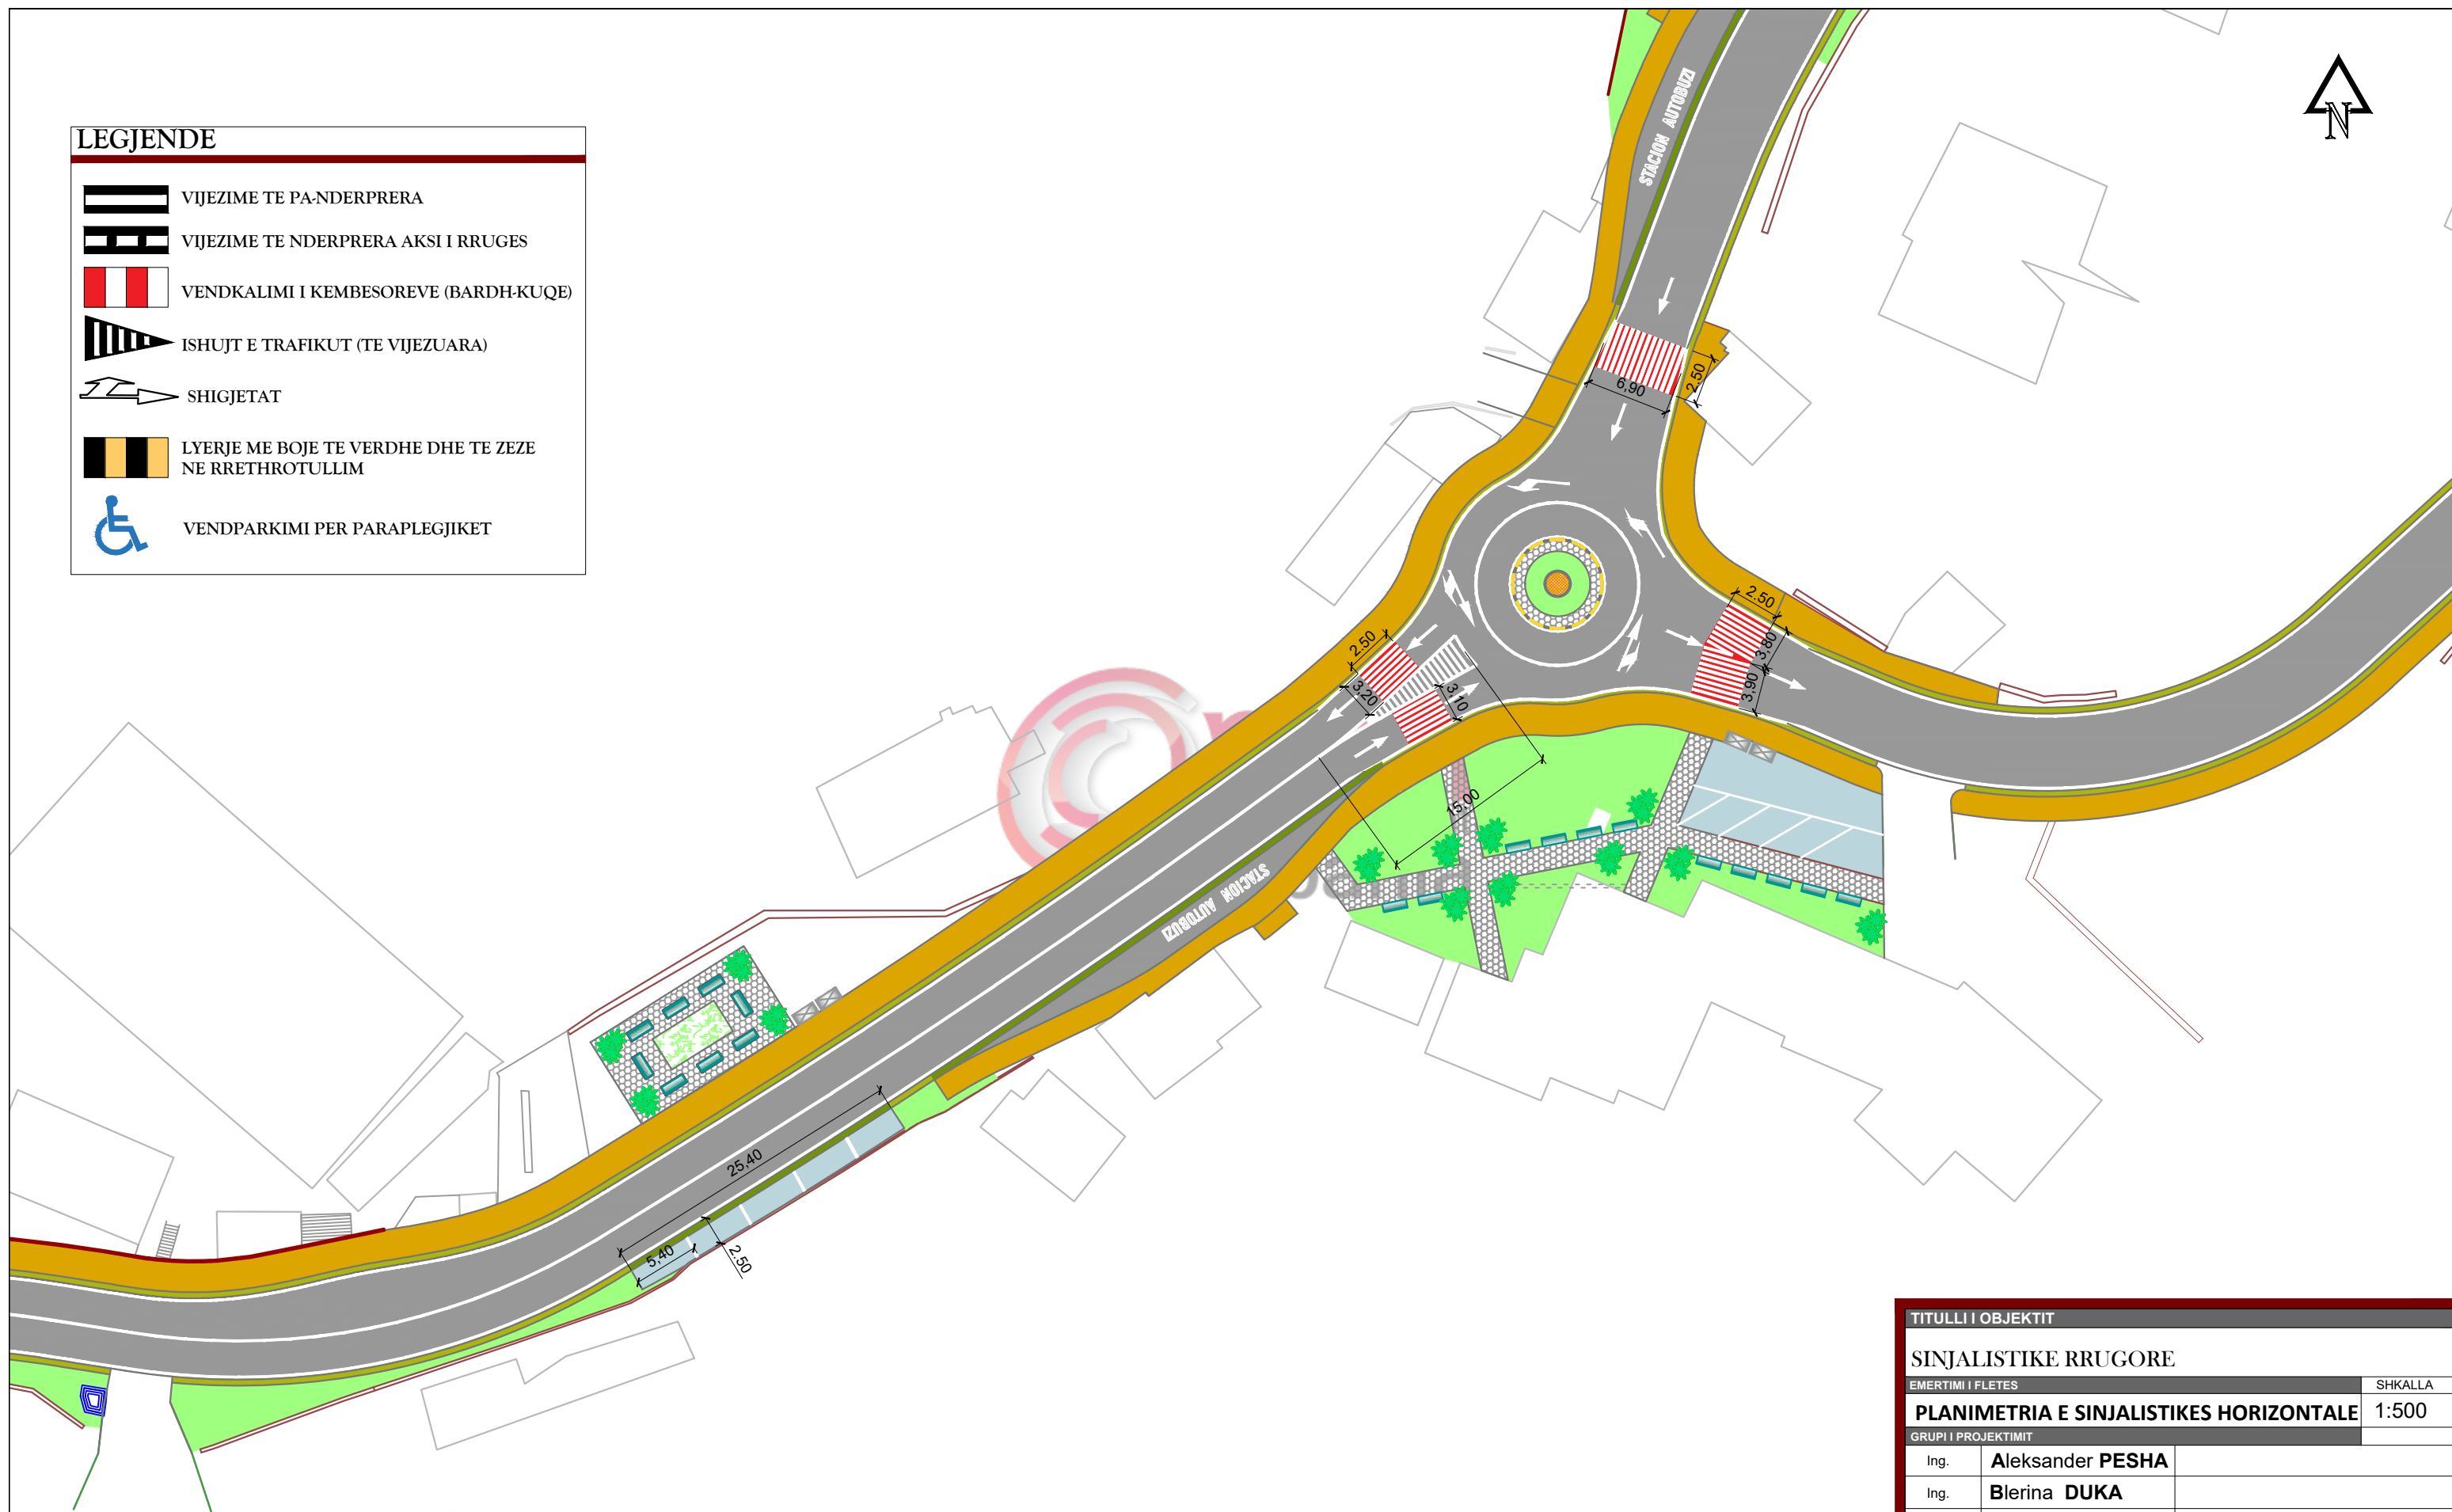 LEGJENDE
VIJEZIME TE PA-NDERPRERA
VIJEZIME TE NDERPRERA AKSI I RRUGES
VENDKALIMI I KEMBESOREVE (BARDH-KUQE)
ISHUJT E TRAFIKUT (TE VIJEZUARA)
SHIGJETAT
LYERJE ME BOJE TE VERDHE DHE TE ZEZE
NE RRETHROTULLIM
VENDPARKIMI PER PARAPLEGJIKET
N
STACION AUTOBUZI
6,90
2.50
2.50
3,80
3,90
2.50
3,20
3,10
15,00
STACION AUTOBUZI
25,40
5,40
2.50
TITULLI I OBJEKTIT
SINJALISTIKE RRUGORE
EMERTIMI I FLETES
SHKALLA
PLANIMETRIA E SINJALISTIKES HORIZONTALE
1:500
GRUPI I PROJEKTIMIT
Ing. Aleksander PESHA
Ing. Blerina DUKA